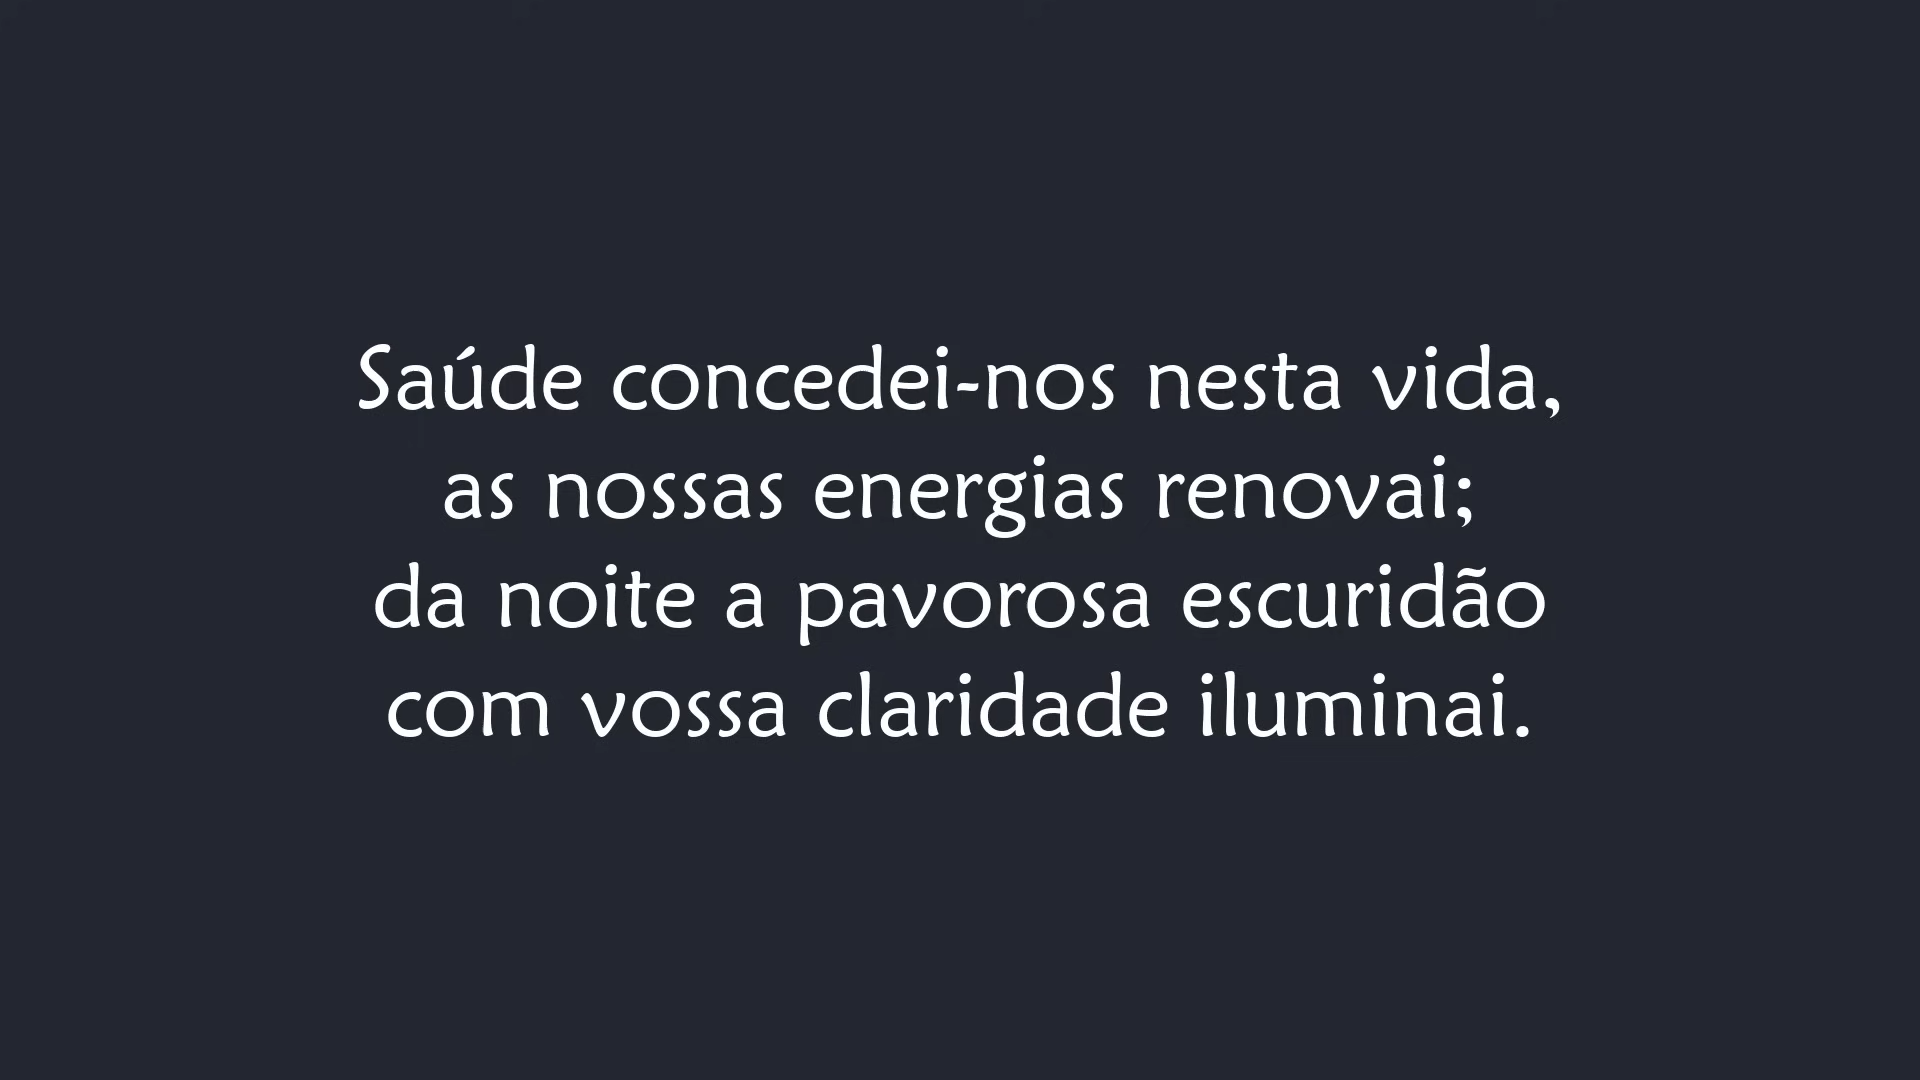 Saúde concedei-nos nesta vida,
as nossas energias renovai;
da noite a pavorosa escuridão
com vossa claridade iluminai.